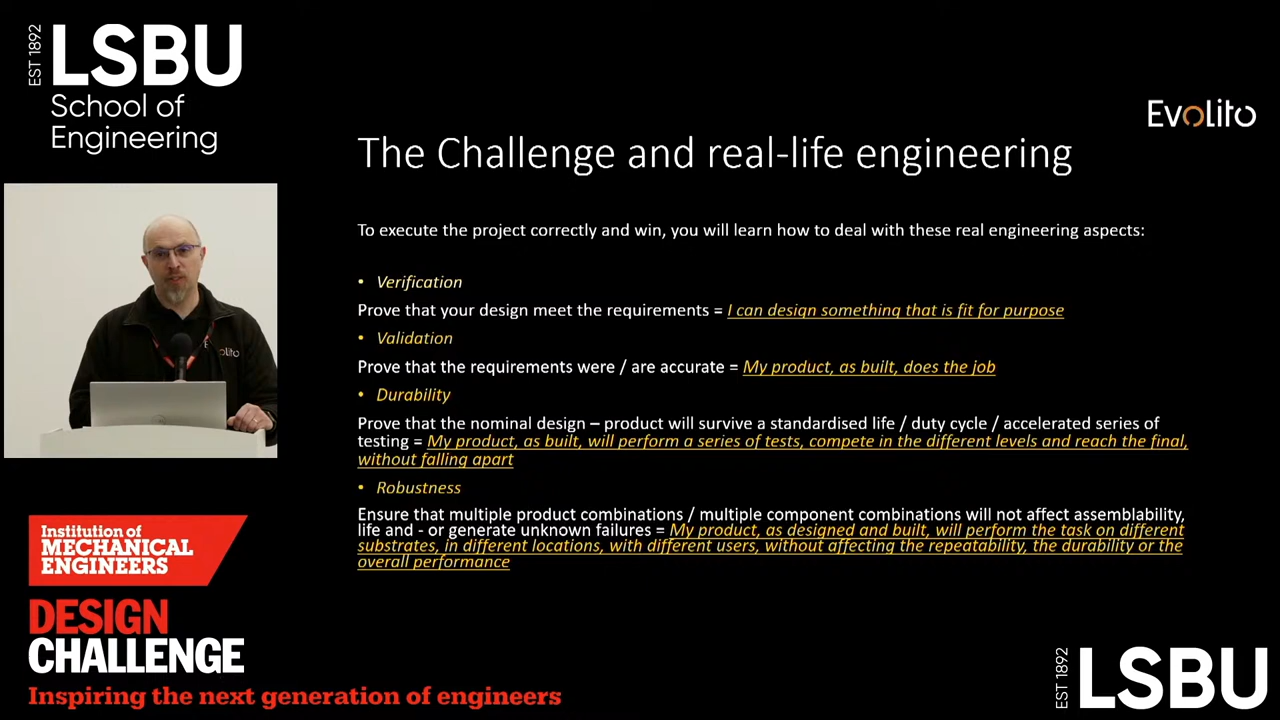 EST 1892
LSBU
School of
Engineering
Evolito
The Challenge and real-life engineering
To execute the project correctly and win, you will learn how to deal with these real engineering aspects:
• Verification
Prove that your design meet the requirements = I can design something that is fit for purpose
• Validation
Prove that the requirements were / are accurate = My product, as built, does the job
• Durability
Prove that the nominal design – product will survive a standardised life / duty cycle / accelerated series of
testing = My product, as built, will perform a series of tests, compete in the different levels and reach the final,
without falling apart
• Robustness
Ensure that multiple product combinations / multiple component combinations will not affect assemblability,
life and - or generate unknown failures = My product, as designed and built, will perform the task on different
substrates, in different locations, with different users, without affecting the repeatability, the durability or the
overall performance
Evolito
Institution of
MECHANICAL
ENGINEERS
DESIGN
CHALLENGE
Inspiring the next generation of engineers
EST 1892
LSBU